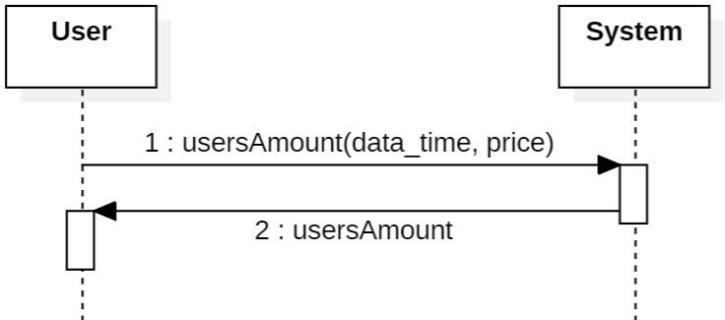 User
System
1 : usersAmount(data_time, price)
2 : usersAmount